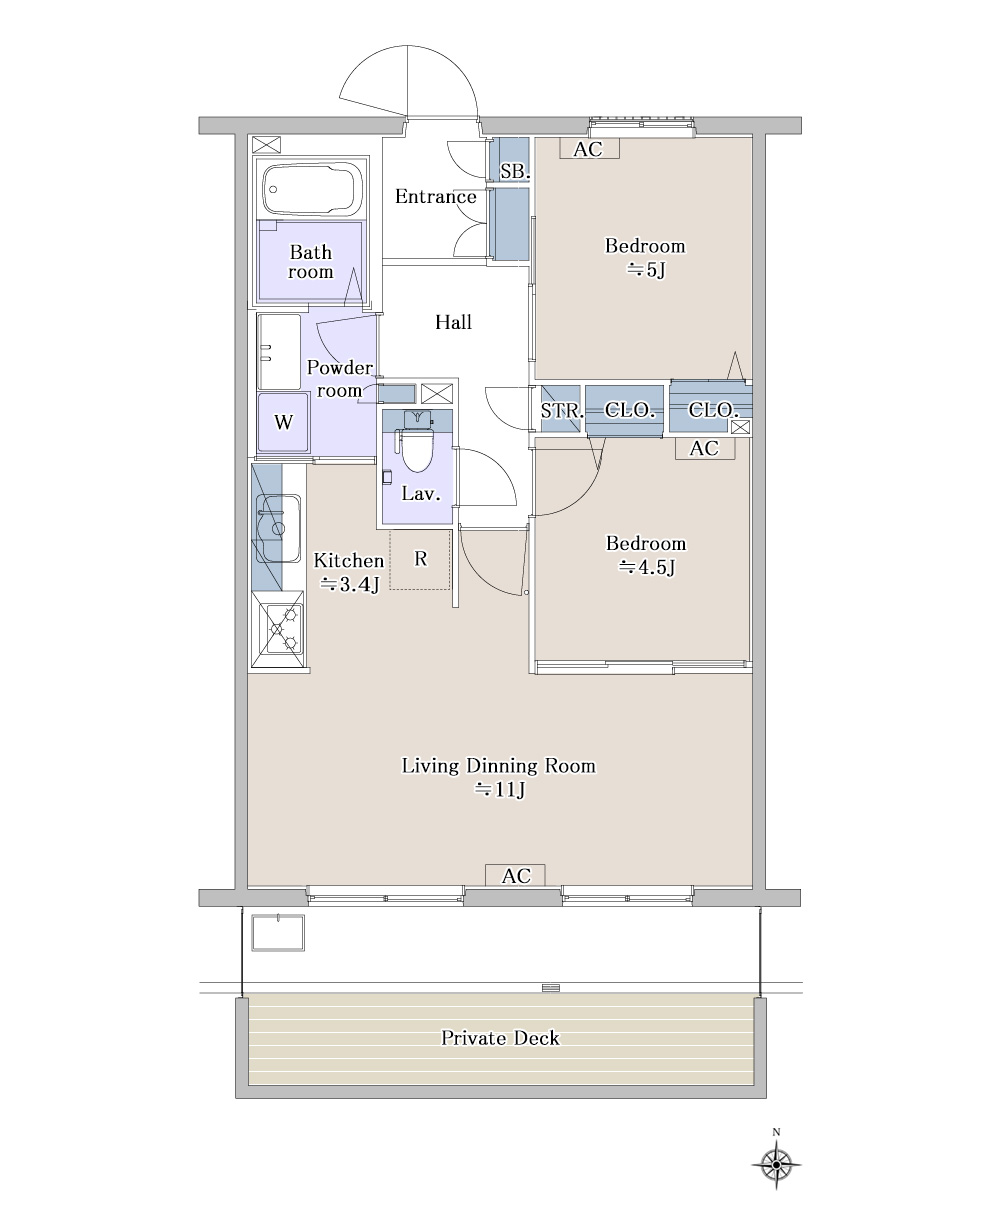 AC
SB.
Entrance
Bedroom
≒5J
Bath
room
Hall
Powder
room
STR.
CLO.
CLO.
W
AC
Lav.
Bedroom
≒4.5J
Kitchen
≒3.4J
R
Living Dinning Room
≒11J
AC
Private Deck
N